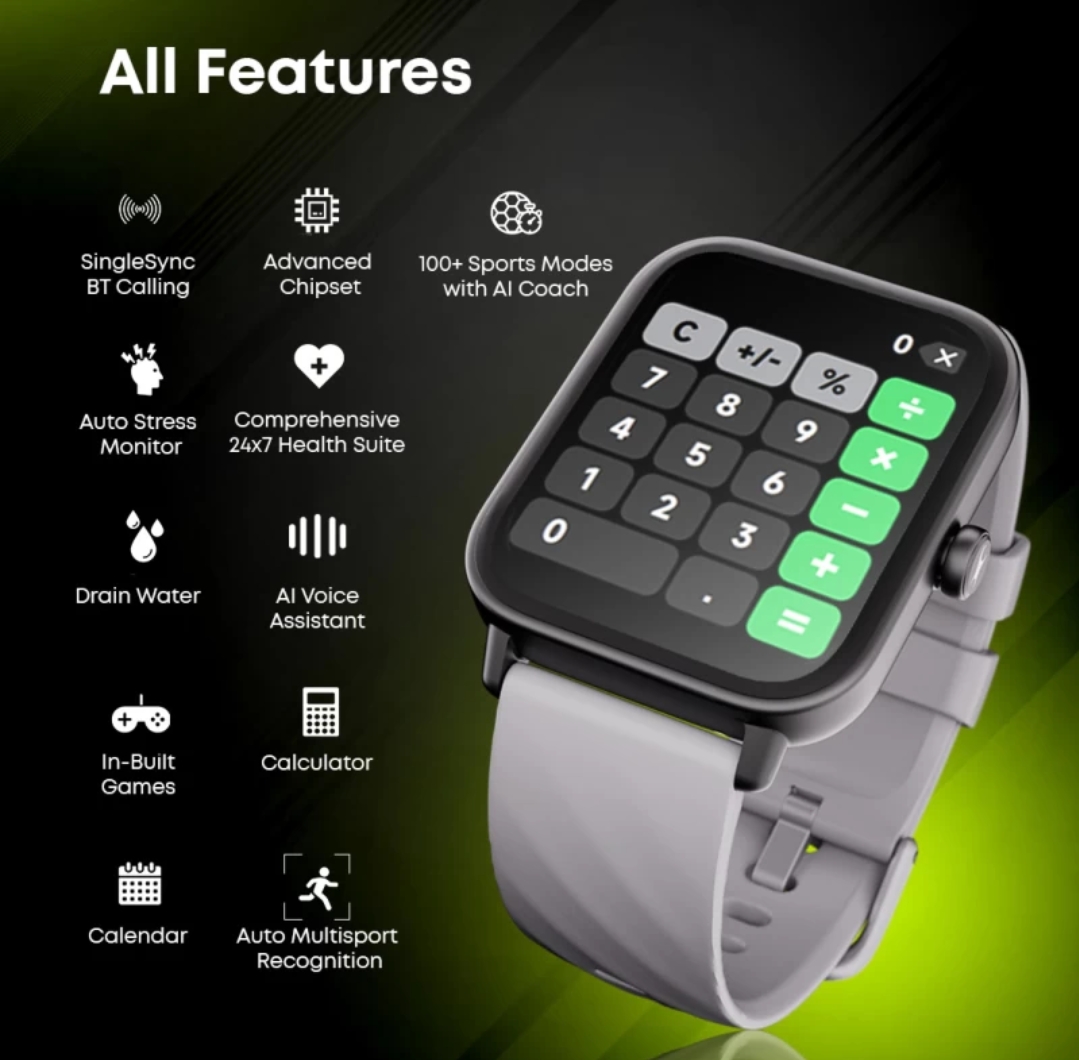 All Features
SingleSync
BT Calling
Advanced
Chipset
100+ Sports Modes
with AI Coach
Auto Stress
Monitor
Comprehensive
24x7 Health Suite
Drain Water
AI Voice
Assistant
In-Built
Games
Calculator
Calendar
Auto Multisport
Recognition
0
C +/- % ÷
7 8 9 ×
4 5 6 −
1 2 3 +
0 . =